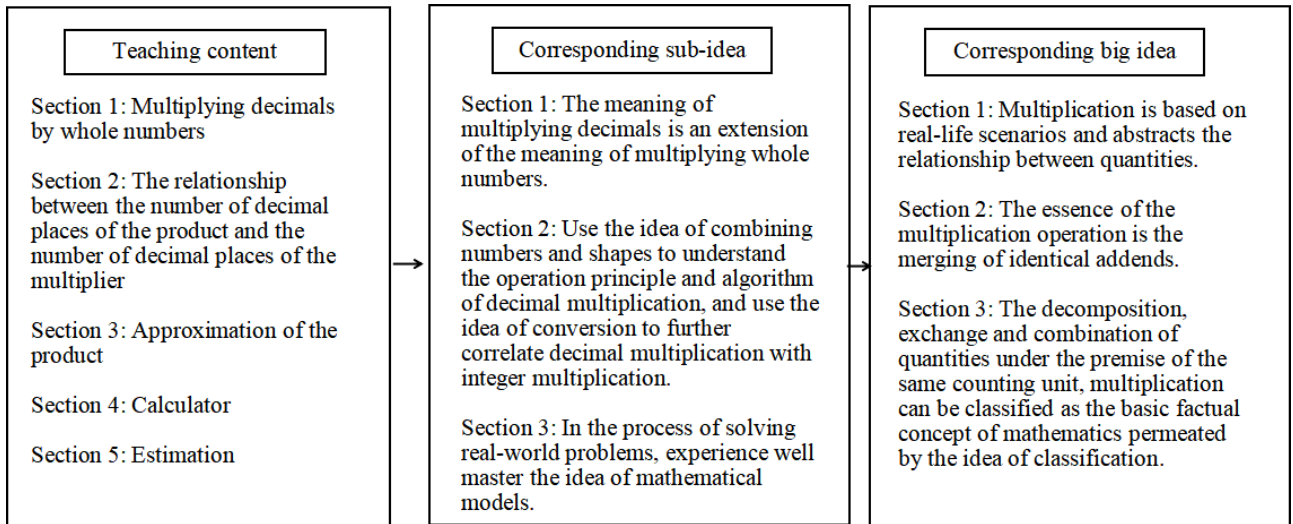 Teaching content
Section 1: Multiplying decimals
by whole numbers
Section 2: The relationship
between the number of decimal
places of the product and the
number of decimal places of the
multiplier
Section 3: Approximation of the
product
Section 4: Calculator
Section 5: Estimation
Corresponding sub-idea
Section 1: The meaning of
multiplying decimals is an extension
of the meaning of multiplying whole
numbers.
Section 2: Use the idea of combining
numbers and shapes to understand
the operation principle and algorithm
of decimal multiplication, and use the
idea of conversion to further
correlate decimal multiplication with
integer multiplication.
Section 3: In the process of solving
real-world problems, experience well
master the idea of mathematical
models.
Corresponding big idea
Section 1: Multiplication is based on
real-life scenarios and abstracts the
relationship between quantities.
Section 2: The essence of the
multiplication operation is the
merging of identical addends.
Section 3: The decomposition,
exchange and combination of
quantities under the premise of the
same counting unit, multiplication
can be classified as the basic factual
concept of mathematics permeated
by the idea of classification.